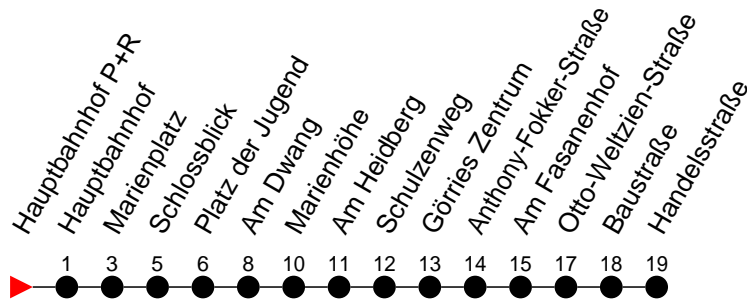 Hauptbahnhof P+R
Hauptbahnhof
Marienplatz
Schlossblick
Platz der Jugend
Am Dwang
Marienhöhe
Am Heidberg
Schulzenweg
Görries Zentrum
Anthony-Fokker-Straße
Am Fasanenhof
Otto-Weltzien-Straße
Baustraße
Handelsstraße
1 3 5 6 8 10 11 12 13 14 15 17 18 19